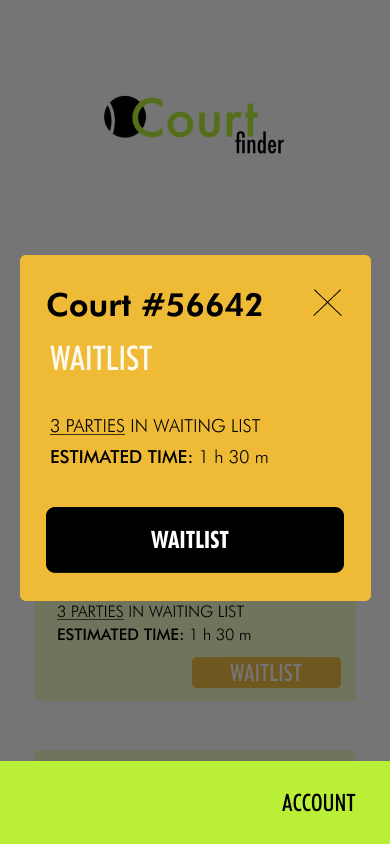 Court
finder
Court #56642
WAITLIST
3 PARTIES IN WAITING LIST
ESTIMATED TIME: 1 h 30 m
WAITLIST
3 PARTIES IN WAITING LIST
ESTIMATED TIME: 1 h 30 m
WAITLIST
ACCOUNT